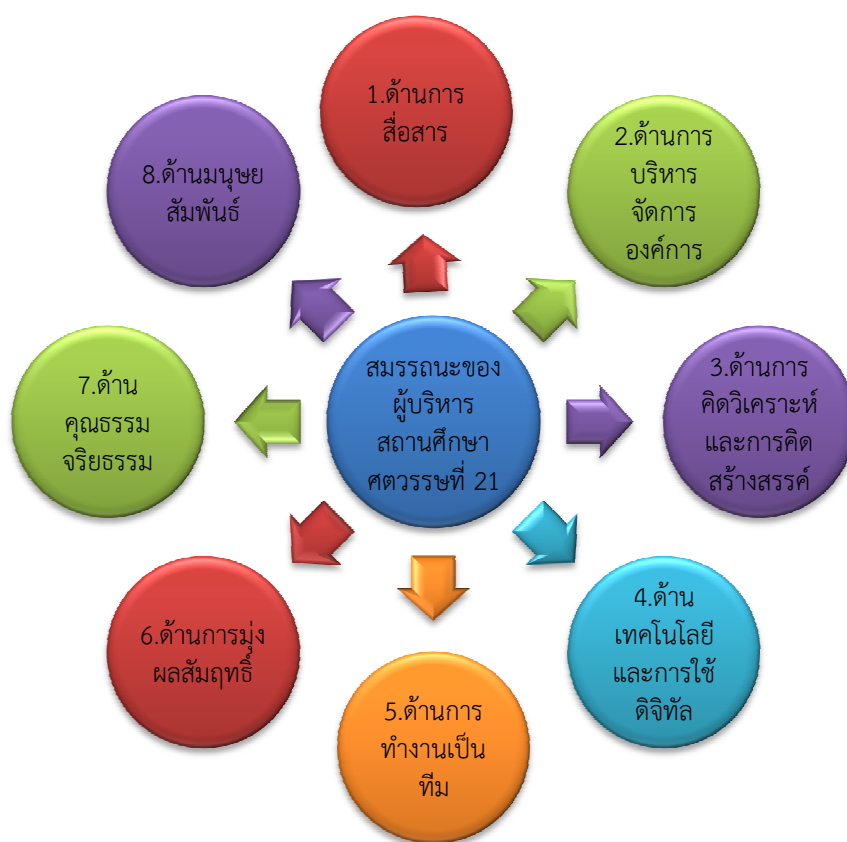 1.ด้านการ
สื่อสาร
2.ด้านการ
บริหาร
จัดการ
องค์การ
3.ด้านการ
คิดวิเคราะห์
และการคิด
สร้างสรรค์
4.ด้าน
เทคโนโลยี
และการใช้
ดิจิทัล
5.ด้านการ
ทำงานเป็น
ทีม
6.ด้านการมุ่ง
ผลสัมฤทธิ์
7.ด้าน
คุณธรรม
จริยธรรม
8.ด้านมนุษย
สัมพันธ์
สมรรถนะของ
ผู้บริหาร
สถานศึกษา
ศตวรรษที่ 21